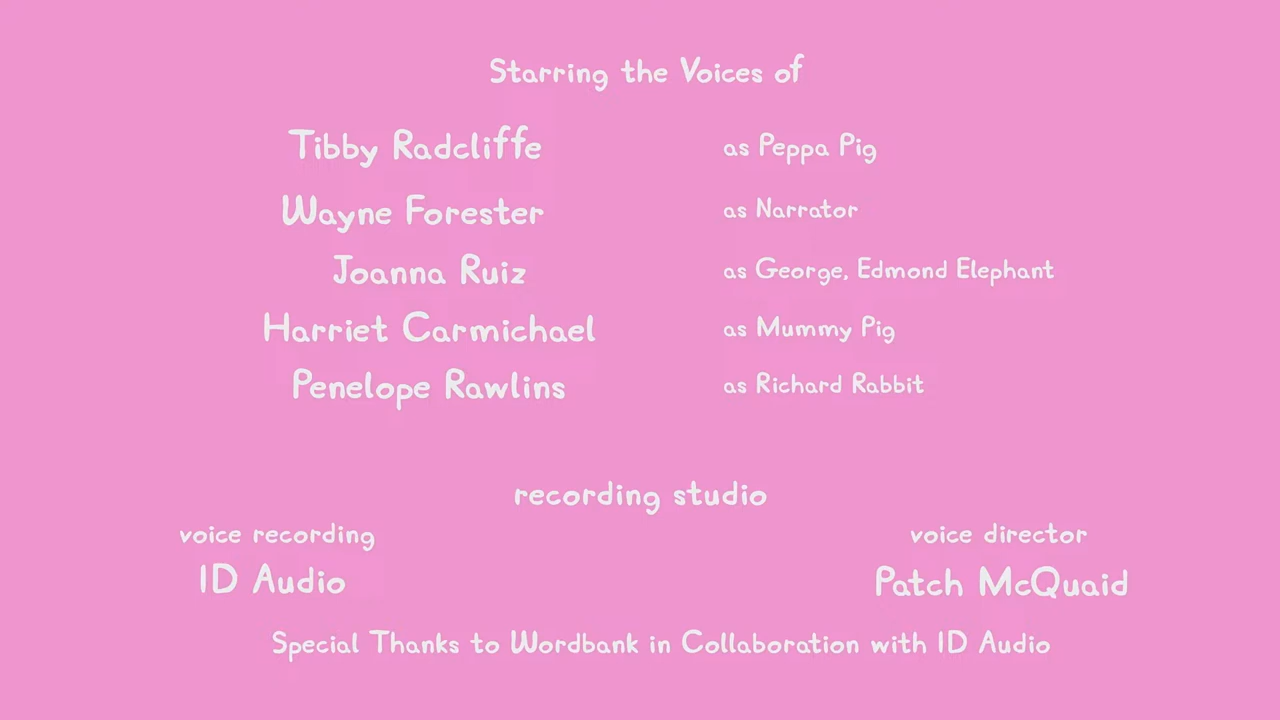 Starring the Voices of
Tibby Radcliffe as Peppa Pig
Wayne Forester as Narrator
Joanna Ruiz as George, Edmond Elephant
Harriet Carmichael as Mummy Pig
Penelope Rawlins as Richard Rabbit
recording studio
voice recording voice director
ID Audio Patch McQuaid
Special Thanks to Wordbank in Collaboration with ID Audio